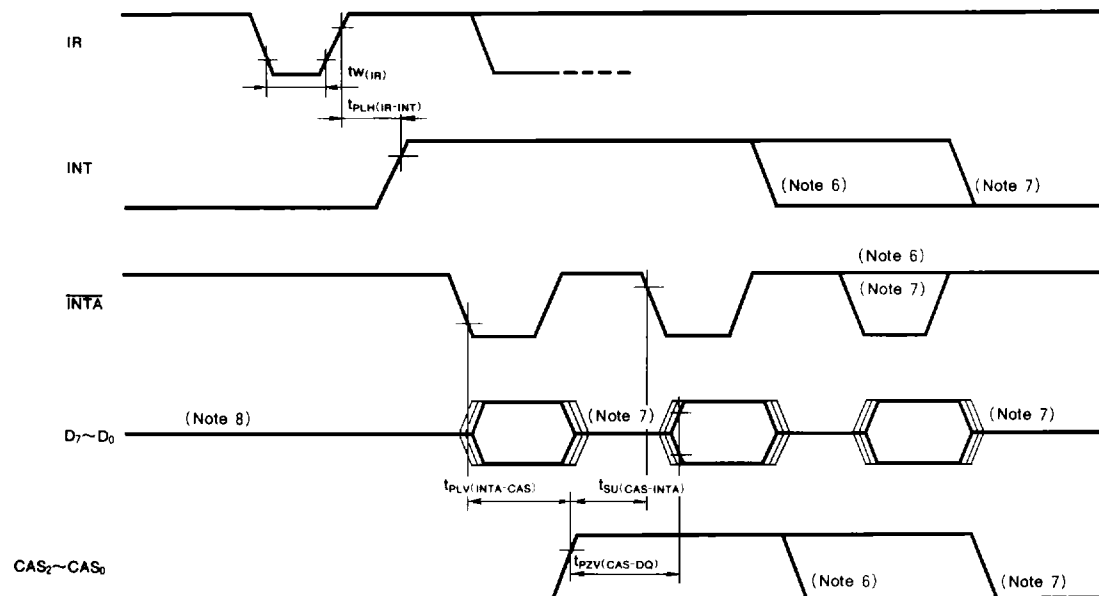 IR
tW(IR)
tPLH(IR-INT)
INT
(Note 6)
(Note 7)
(Note 6)
INTA
(Note 7)
(Note 8)
(Note 7)
(Note 7)
D7~D0
tPLV(INTA-CAS)
tSU(CAS-INTA)
tPZV(CAS-DQ)
CAS2~CAS0
(Note 6)
(Note 7)